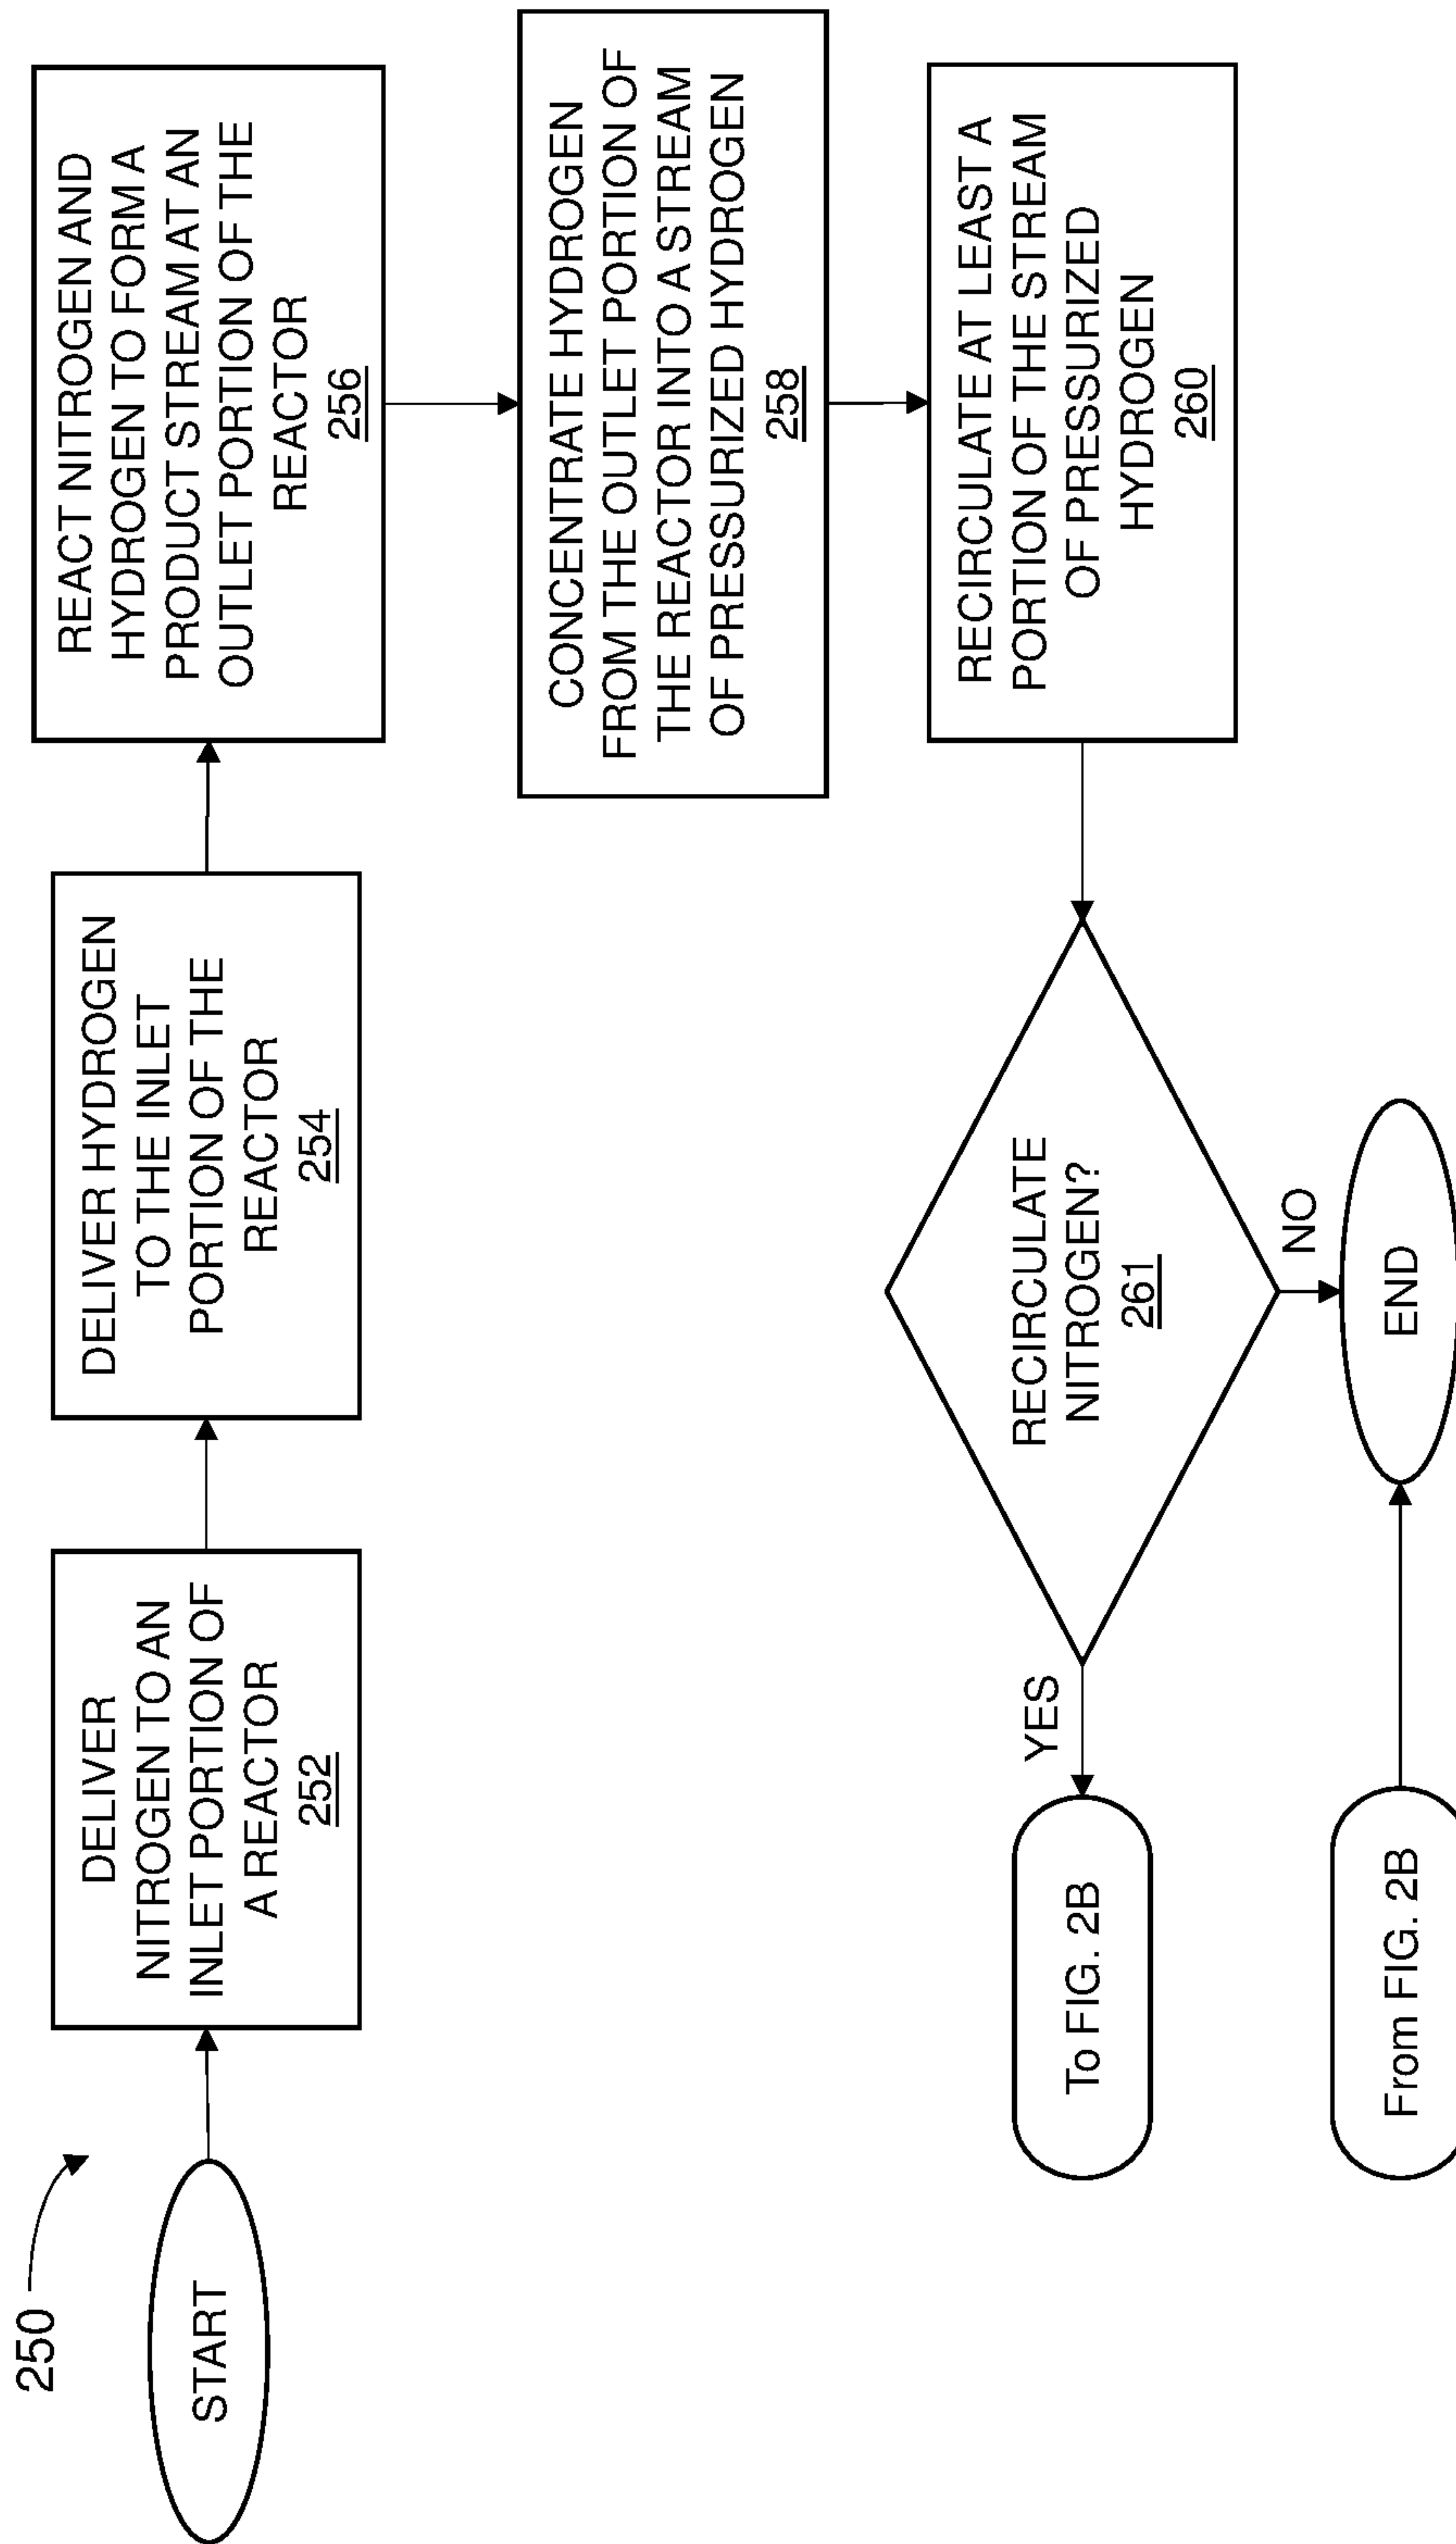 250
START
DELIVER
NITROGEN TO AN
INLET PORTION OF
A REACTOR
252
DELIVER HYDROGEN
TO THE INLET
PORTION OF THE
REACTOR
254
REACT NITROGEN AND
HYDROGEN TO FORM A
PRODUCT STREAM AT AN
OUTLET PORTION OF THE
REACTOR
256
CONCENTRATE HYDROGEN
FROM THE OUTLET PORTION OF
THE REACTOR INTO A STREAM
OF PRESSURIZED HYDROGEN
258
RECIRCULATE AT LEAST A
PORTION OF THE STREAM
OF PRESSURIZED
HYDROGEN
260
RECIRCULATE
NITROGEN?
261
YES
To FIG. 2B
NO
END
From FIG. 2B